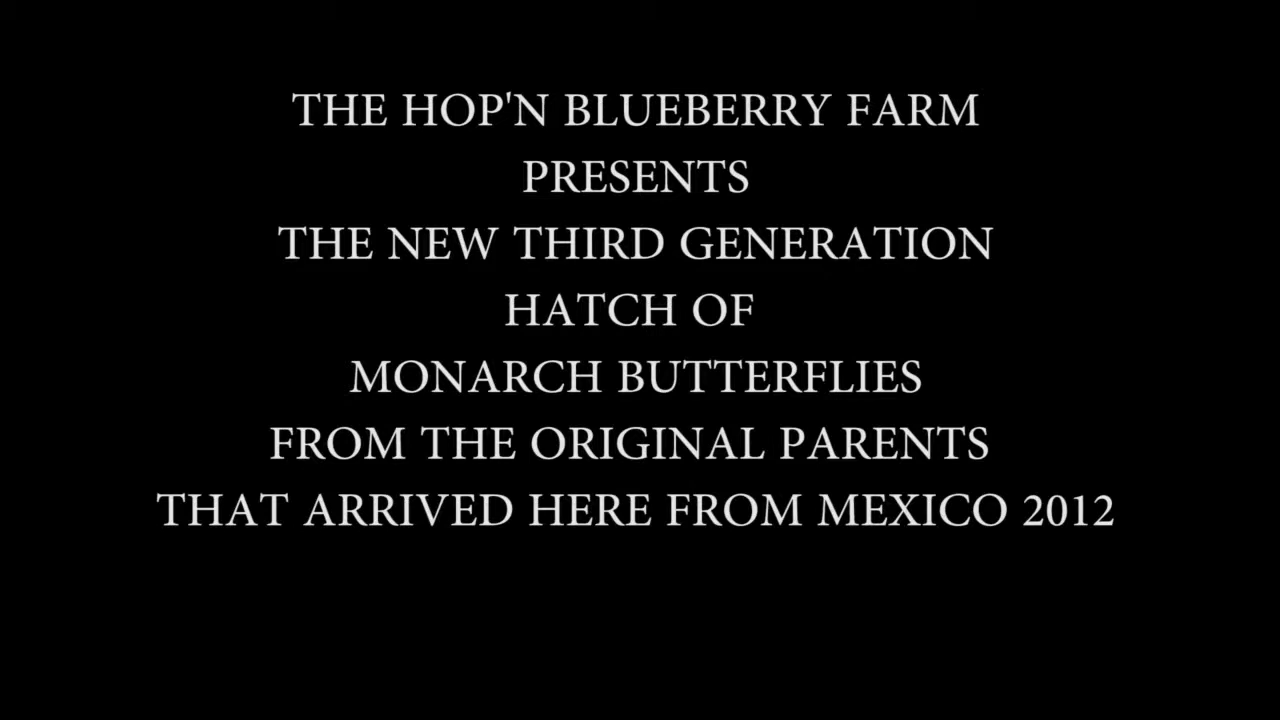 THE HOP'N BLUEBERRY FARM
PRESENTS
THE NEW THIRD GENERATION
HATCH OF
MONARCH BUTTERFLIES
FROM THE ORIGINAL PARENTS
THAT ARRIVED HERE FROM MEXICO 2012